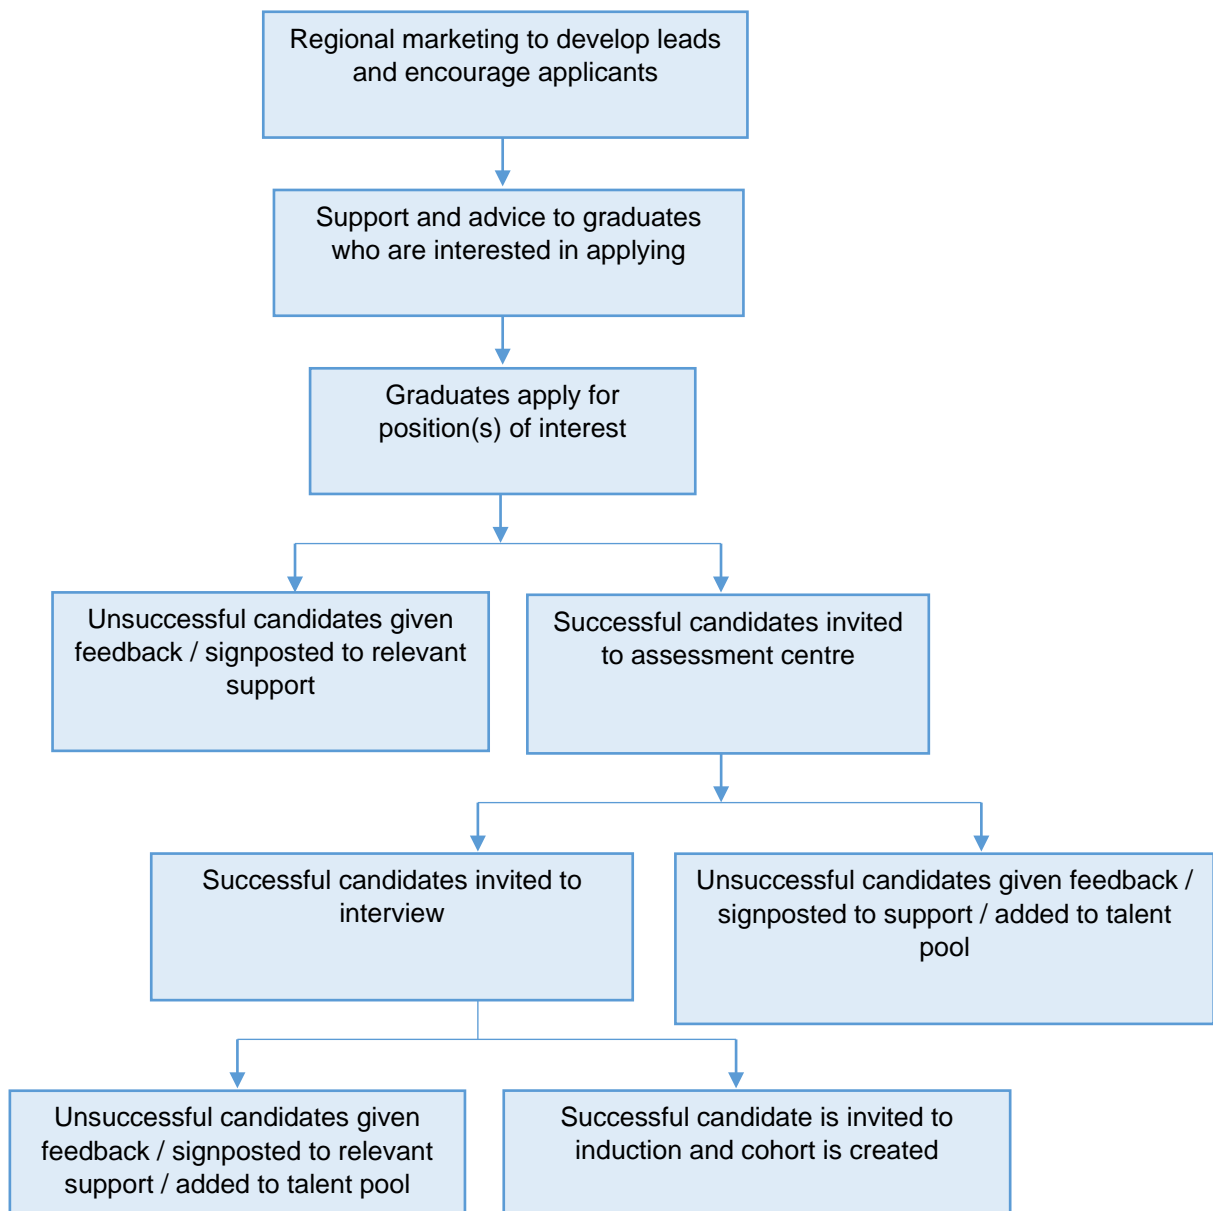 Regional marketing to develop leads
and encourage applicants
Support and advice to graduates
who are interested in applying
Graduates apply for
position(s) of interest
Unsuccessful candidates given
feedback / signposted to relevant
support
Successful candidates invited
to assessment centre
Successful candidates invited to
interview
Unsuccessful candidates given feedback /
signposted to support / added to talent
pool
Unsuccessful candidates given
feedback / signposted to relevant
support / added to talent pool
Successful candidate is invited to
induction and cohort is created